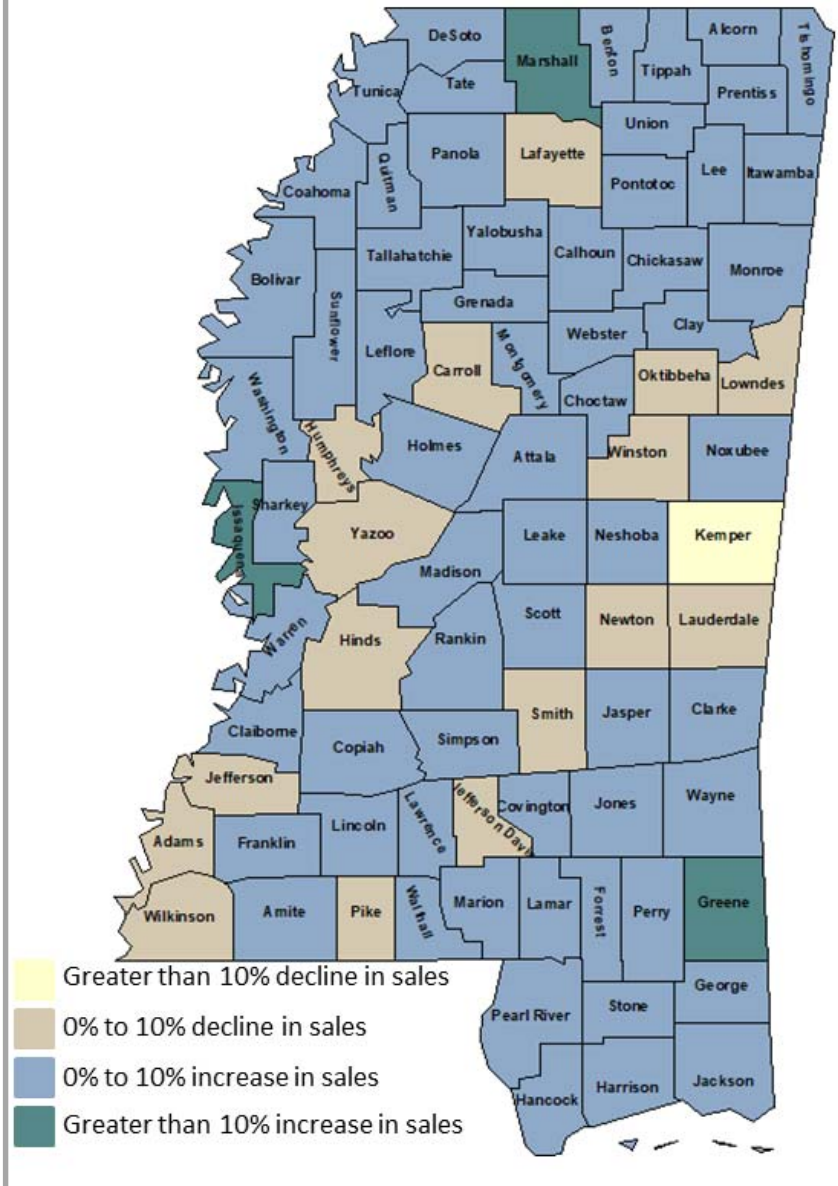 DeSoto
Marshall
Benton
Alcorn
Tishomingo
Tippah
Tunica
Tate
Prentiss
Union
Panola
Lafayette
Quitman
Coahoma
Pontotoc
Lee
Itawamba
Yalobusha
Tallahatchie
Calhoun
Chickasaw
Monroe
Bolivar
Sunflower
Grenada
Leflore
Montgomery
Webster
Clay
Carroll
Oktibbeha
Lowndes
Washington
Choctaw
Humphreys
Holmes
Attala
Winston
Noxubee
Sharkey
Issaquena
Yazoo
Leake
Neshoba
Kemper
Madison
Scott
Newton
Lauderdale
Warren
Hinds
Rankin
Smith
Jasper
Clarke
Claiborne
Copiah
Simpson
Jefferson
Lawrence
Jefferson Davis
Covington
Jones
Wayne
Adams
Franklin
Lincoln
Wilkinson
Amite
Pike
Walthall
Marion
Lamar
Forrest
Perry
Greene
George
Pearl River
Stone
Hancock
Harrison
Jackson
Greater than 10% decline in sales
0% to 10% decline in sales
0% to 10% increase in sales
Greater than 10% increase in sales